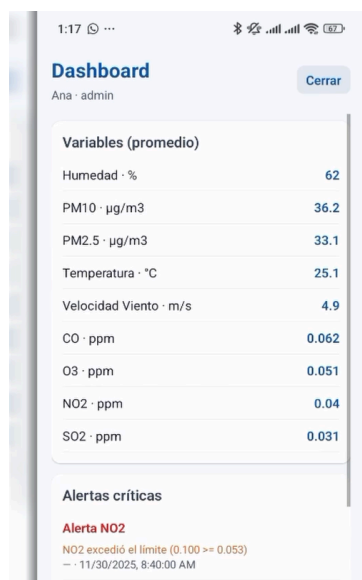 1:17 ···
67
Dashboard
Cerrar
Ana · admin
Variables (promedio)
Humedad · % 62
PM10 · µg/m3 36.2
PM2.5 · µg/m3 33.1
Temperatura · °C 25.1
Velocidad Viento · m/s 4.9
CO · ppm 0.062
O3 · ppm 0.051
NO2 · ppm 0.04
SO2 · ppm 0.031
Alertas críticas
Alerta NO2
NO2 excedió el límite (0.100 >= 0.053)
— · 11/30/2025, 8:40:00 AM